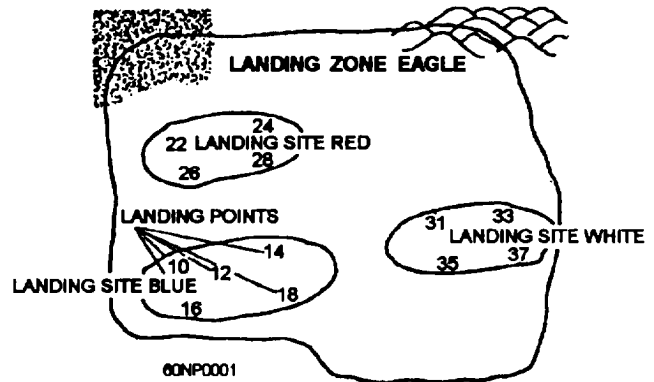 LANDING ZONE EAGLE
24
22 LANDING SITE RED
26 28
LANDING POINTS
31 33
LANDING SITE WHITE
35 37
14
10 12
LANDING SITE BLUE
16 18
60NP0001